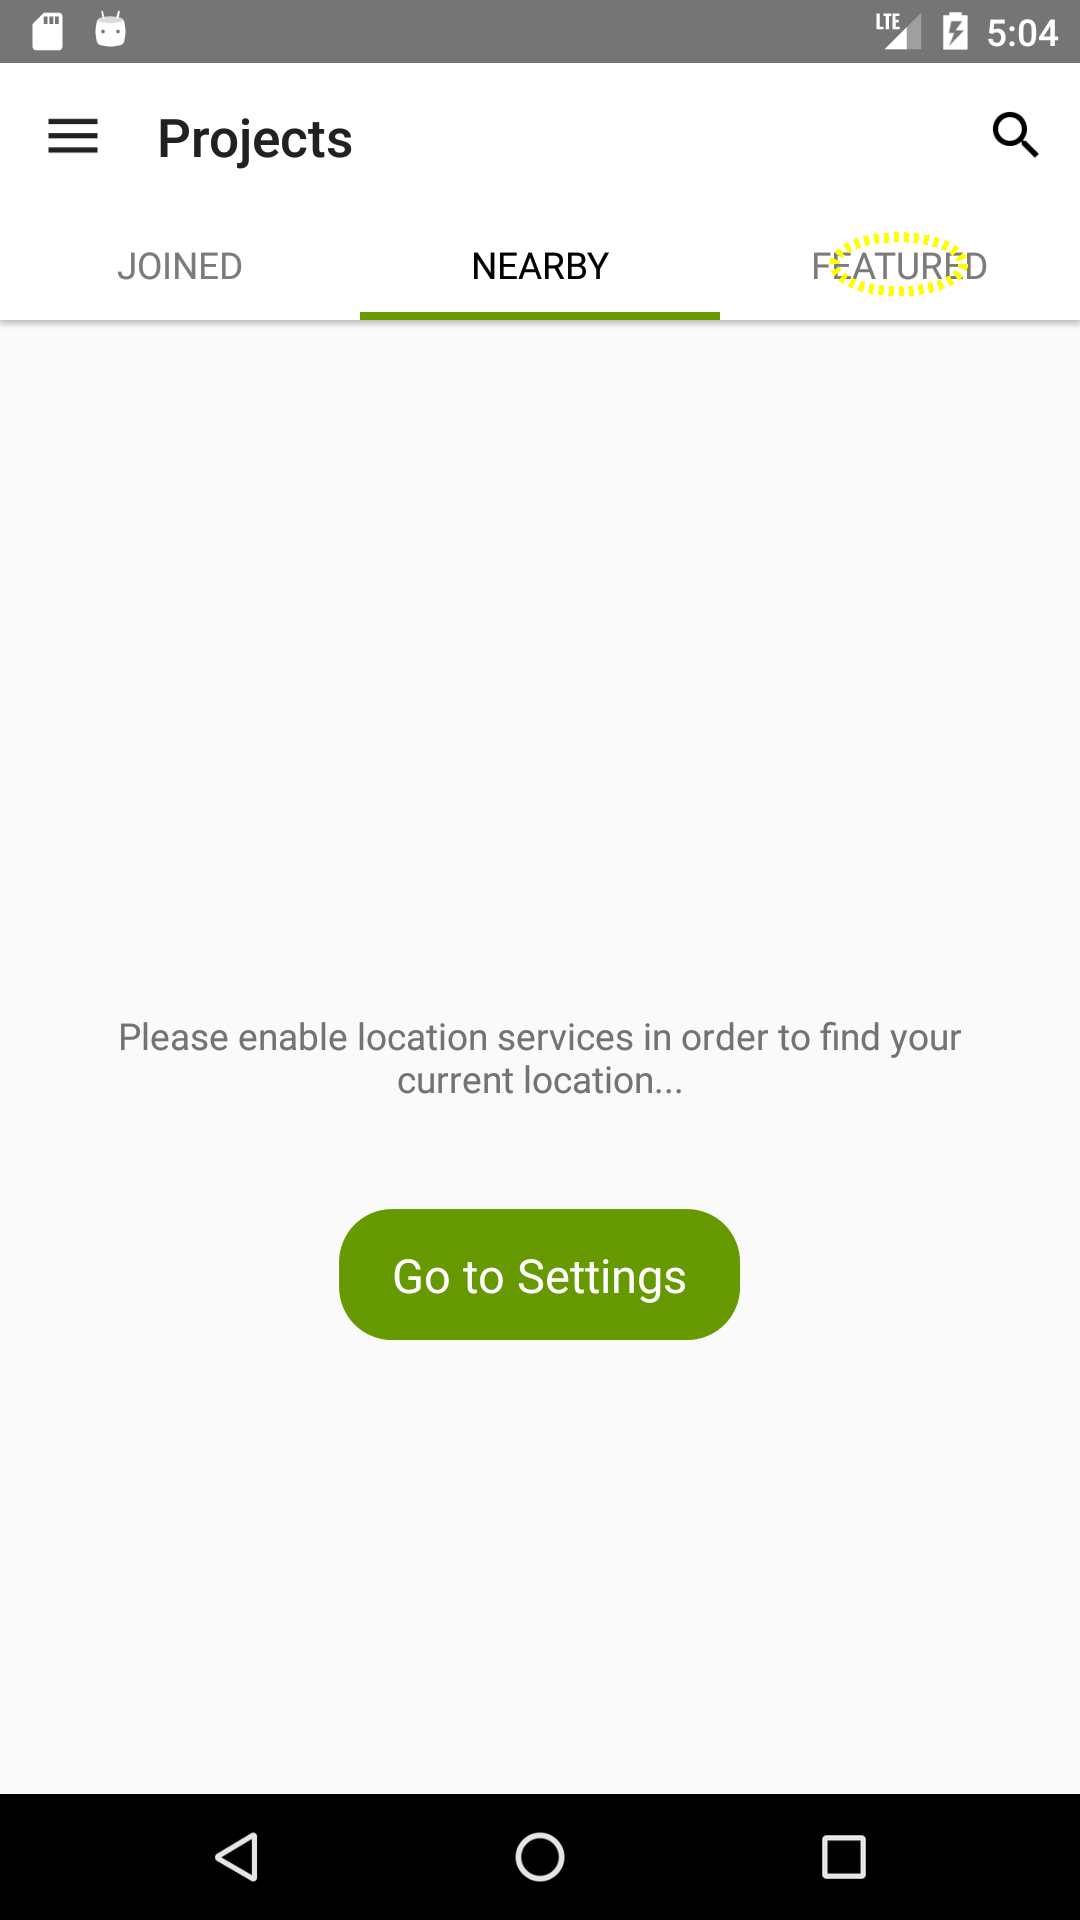 LTE 5:04
Projects
JOINED NEARBY FEATURED
Please enable location services in order to find your
current location...
Go to Settings